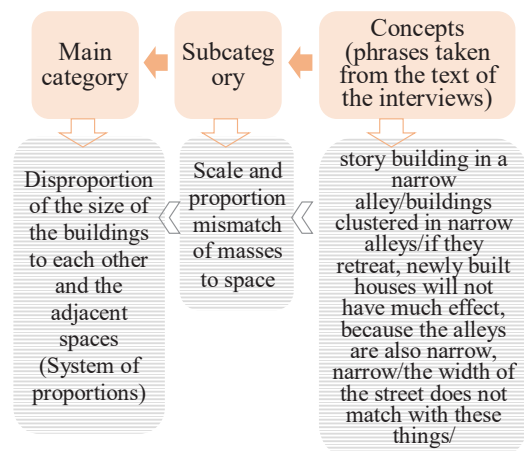 Main
category
Subcateg
ory
Concepts
(phrases taken
from the text of
the interviews)
Disproportion
of the size of
the buildings
to each other
and the
adjacent
spaces
(System of
proportions)
Scale and
proportion
mismatch
of masses
to space
story building in a
narrow
alley/buildings
clustered in narrow
alleys/if they
retreat, newly built
houses will not
have much effect,
because the alleys
are also narrow,
narrow/the width of
the street does not
match with these
things/